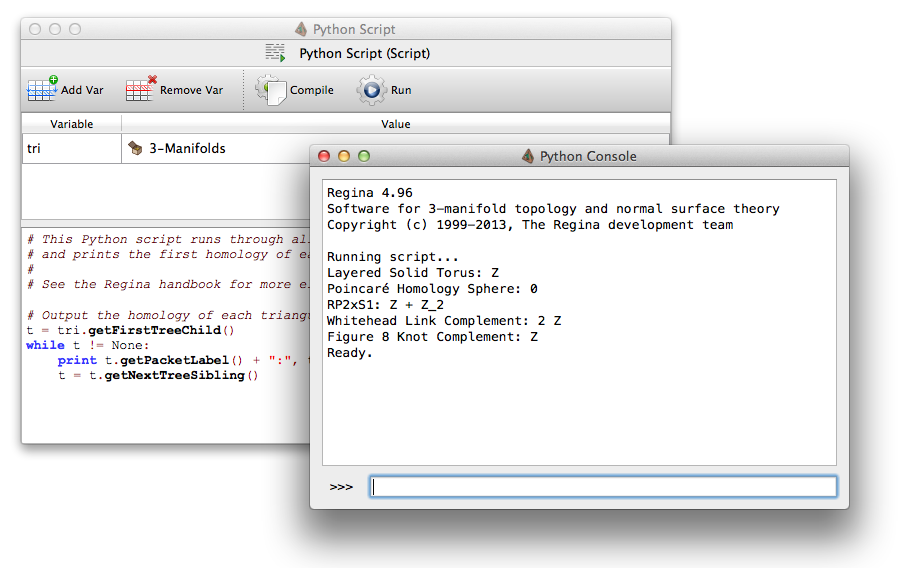 Python Script
Python Script (Script)
Add Var
Remove Var
Compile
Run
Variable
Value
tri
3-Manifolds
# This Python script runs through al
# and prints the first homology of ea
#
# See the Regina handbook for more e
# Output the homology of each triangu
t = tri.getFirstTreeChild()
while t != None:
    print t.getPacketLabel() + ":",
    t = t.getNextTreeSibling()
Python Console
Regina 4.96
Software for 3-manifold topology and normal surface theory
Copyright (c) 1999-2013, The Regina development team
Running script...
Layered Solid Torus: Z
Poincaré Homology Sphere: 0
RP2xS1: Z + Z_2
Whitehead Link Complement: 2 Z
Figure 8 Knot Complement: Z
Ready.
>>>